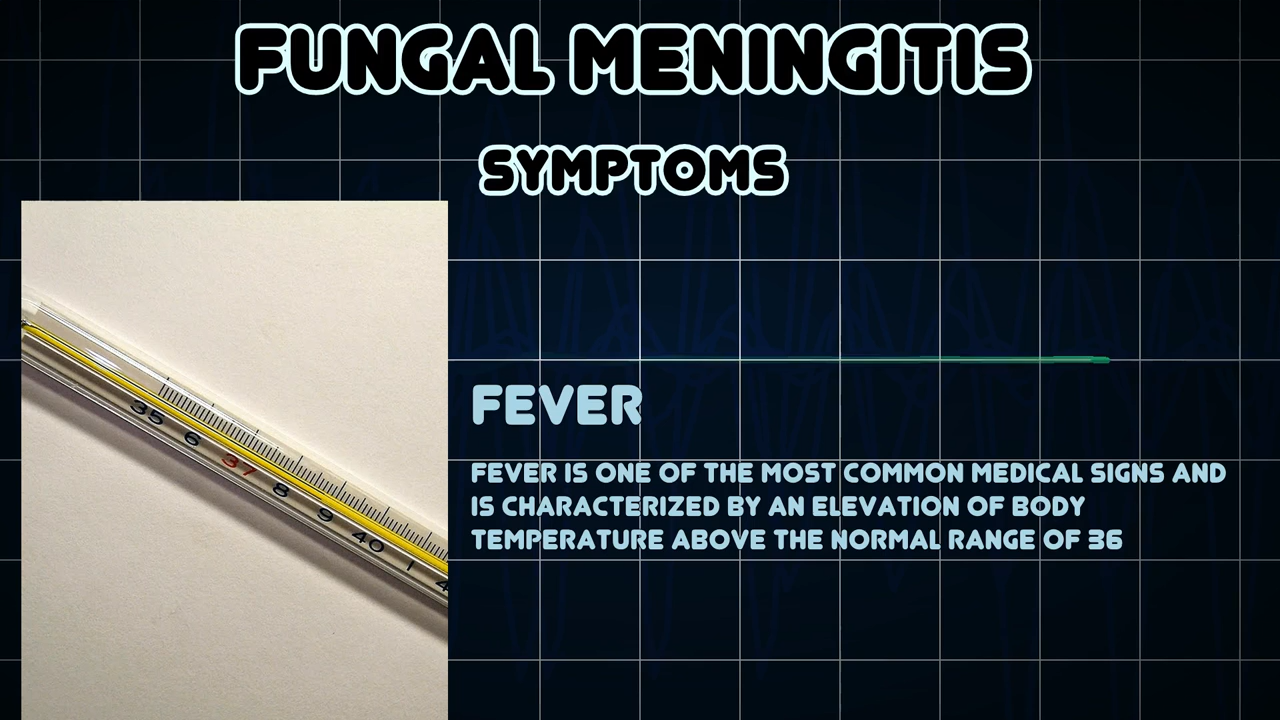 FUNGAL MENINGITIS
SYMPTOMS
35 6 37 8 9 40 1
FEVER
FEVER IS ONE OF THE MOST COMMON MEDICAL SIGNS AND
IS CHARACTERIZED BY AN ELEVATION OF BODY
TEMPERATURE ABOVE THE NORMAL RANGE OF 36